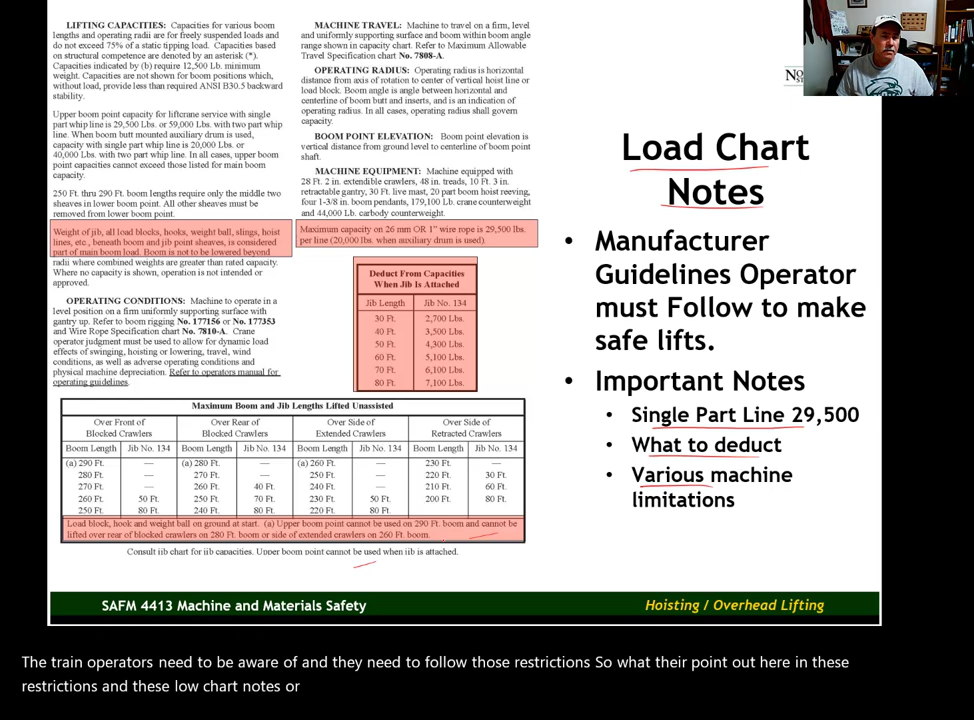 LIFTING CAPACITIES: Capacities for various boom
lengths and operating radii are for freely suspended loads and
do not exceed 75% of a static tipping load. Capacities based
on structural competence are denoted by an asterisk (*).
Capacities indicated by (b) require 12,500 Lb. minimum
weight. Capacities are not shown for boom positions which,
without load, provide less than required ANSI B30.5 backward
stability.
Upper boom point capacity for liftcrane service with single
part whip line is 29,500 Lbs. or 59,000 Lbs. with two part whip
line. When boom butt mounted auxiliary drum is used,
capacity with single part whip line is 20,000 Lbs. or
40,000 Lbs. with two part whip line. In all cases, upper boom
point capacities cannot exceed those listed for main boom
capacity.
250 Ft. thru 290 Ft. boom lengths require only the middle two
sheaves in lower boom point. All other sheaves must be
removed from lower boom point.
Weight of jib, all load blocks, hooks, weight ball, slings, hoist
lines, etc., beneath boom and jib point sheaves, is considered
part of main boom load. Boom is not to be lowered beyond
radii where combined weights are greater than rated capacity.
Where no capacity is shown, operation is not intended or
approved.
OPERATING CONDITIONS: Machine to operate in a
level position on a firm uniformly supporting surface with
gantry up. Refer to boom rigging No. 177156 or No. 177353
and Wire Rope Specification chart No. 7810-A. Crane
operator judgment must be used to allow for dynamic load
effects of swinging, hoisting or lowering, travel, wind
conditions, as well as adverse operating conditions and
physical machine depreciation. Refer to operators manual for
operating guidelines.
MACHINE TRAVEL: Machine to travel on a firm, level
and uniformly supporting surface and boom within boom angle
range shown in capacity chart. Refer to Maximum Allowable
Travel Specification chart No. 7808-A.
OPERATING RADIUS: Operating radius is horizontal
distance from axis of rotation to center of vertical hoist line or
load block. Boom angle is angle between horizontal and
centerline of boom butt and inserts, and is an indication of
operating radius. In all cases, operating radius shall govern
capacity.
BOOM POINT ELEVATION: Boom point elevation is
vertical distance from ground level to centerline of boom point
shaft.
MACHINE EQUIPMENT: Machine equipped with
28 Ft. 2 in. extendible crawlers, 48 in. treads, 10 Ft. 3 in.
retractable gantry, 30 Ft. live mast, 20 part boom hoist reeving,
four 1-3/8 in. boom pendants, 179,100 Lb. crane counterweight
and 44,000 Lb. carbody counterweight.
Maximum capacity on 26 mm OR 1" wire rope is 29,500 lbs.
per line (20,000 lbs. when auxiliary drum is used).
Deduct From Capacities
When Jib Is Attached
Jib Length Jib No. 134
30 Ft. 2,700 Lbs.
40 Ft. 3,500 Lbs.
50 Ft. 4,300 Lbs.
60 Ft. 5,100 Lbs.
70 Ft. 6,100 Lbs.
80 Ft. 7,100 Lbs.
Maximum Boom and Jib Lengths Lifted Unassisted
Over Front of Over Rear of Over Side of Over Side of
Blocked Crawlers Blocked Crawlers Extended Crawlers Retracted Crawlers
Boom Length Jib No. 134 Boom Length Jib No. 134 Boom Length Jib No. 134 Boom Length Jib No. 134
(a) 290 Ft. — (a) 280 Ft. — (a) 260 Ft. — 230 Ft. —
280 Ft. — 270 Ft. — 250 Ft. — 220 Ft. 30 Ft.
270 Ft. — 260 Ft. 40 Ft. 240 Ft. — 210 Ft. 60 Ft.
260 Ft. 50 Ft. 250 Ft. 70 Ft. 230 Ft. 50 Ft. 200 Ft. 80 Ft.
250 Ft. 80 Ft. 240 Ft. 80 Ft. 220 Ft. 80 Ft.
Load block, hook and weight ball on ground at start. (a) Upper boom point cannot be used on 290 Ft. boom and cannot be
lifted over rear of blocked crawlers on 280 Ft. boom or side of extended crawlers on 260 Ft. boom.
Consult jib chart for jib capacities. Upper boom point cannot be used when jib is attached.
Load Chart
Notes
• Manufacturer
Guidelines Operator
must Follow to make
safe lifts.
• Important Notes
• Single Part Line 29,500
• What to deduct
• Various machine
limitations
SAFM 4413 Machine and Materials Safety
Hoisting / Overhead Lifting
The train operators need to be aware of and they need to follow those restrictions So what their point out here in these
restrictions and these low chart notes or